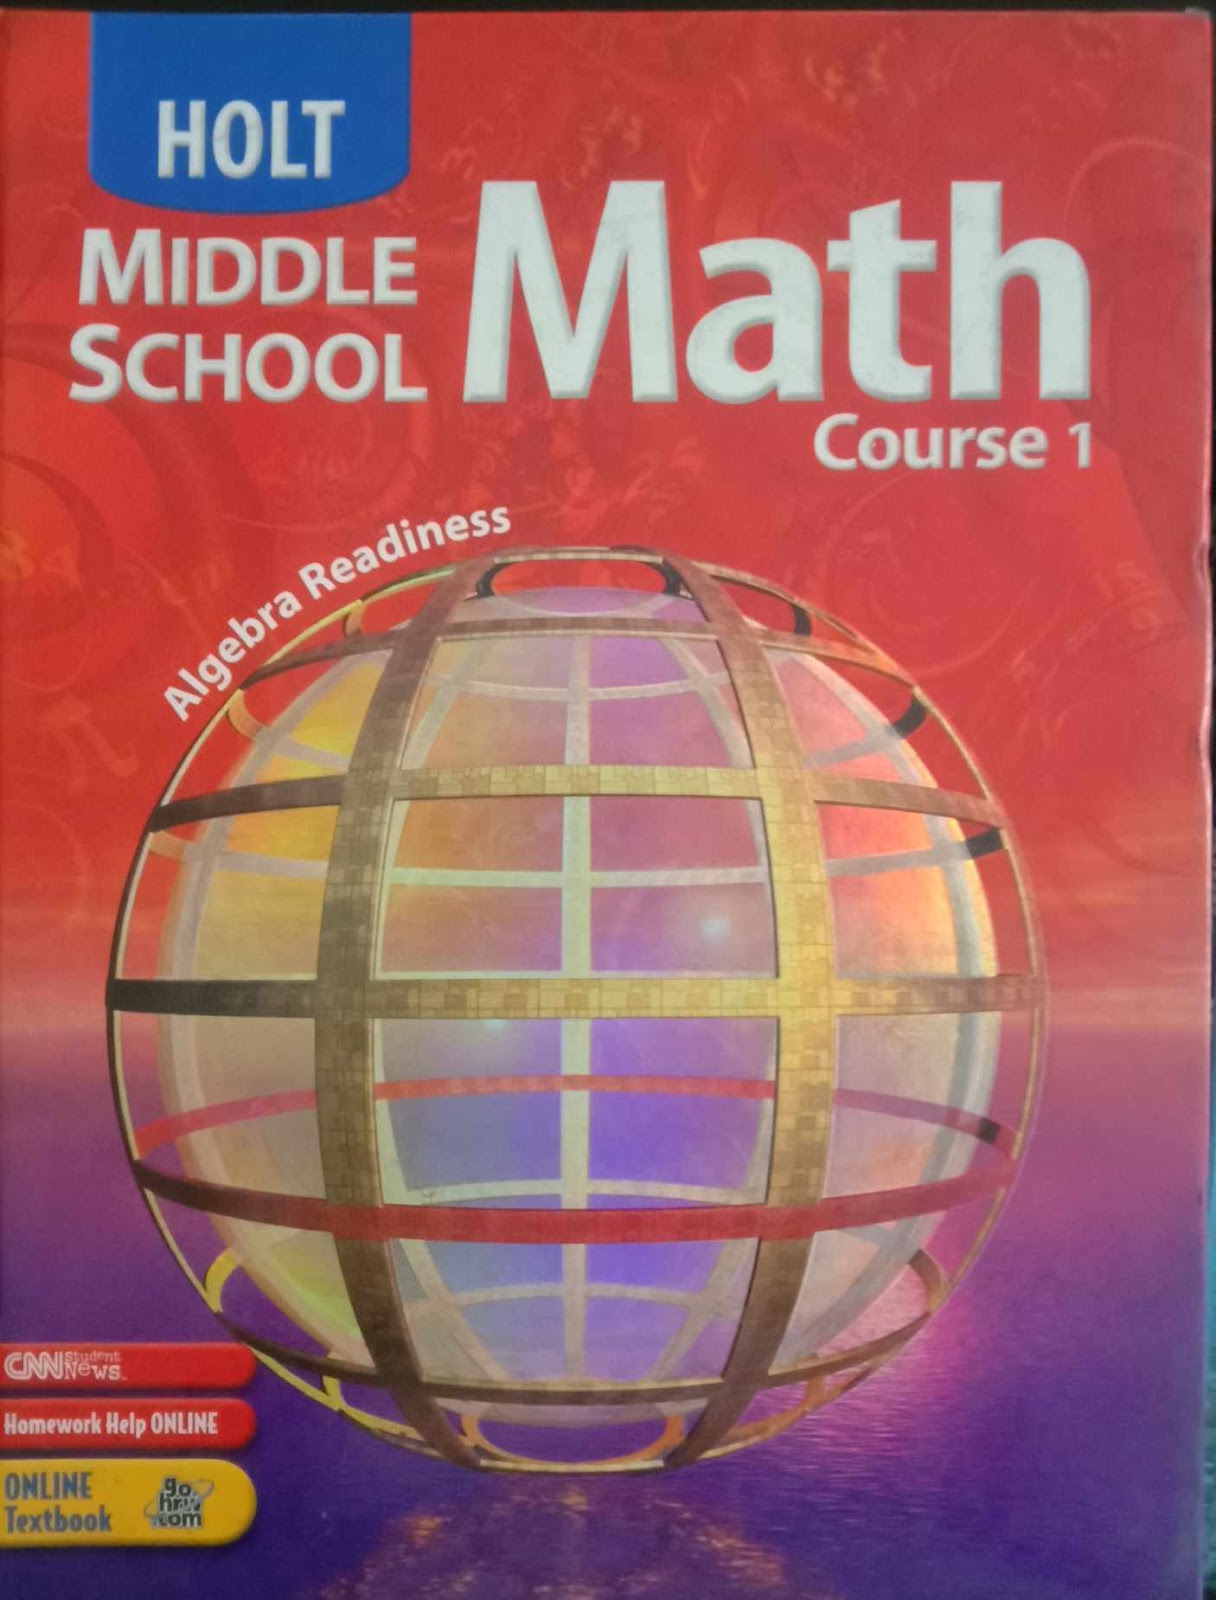 HOLT
MIDDLE
SCHOOL
Math
Course 1
Algebra Readiness
CNN Student
News
Homework Help ONLINE
ONLINE
Textbook
go.
hrw
.com